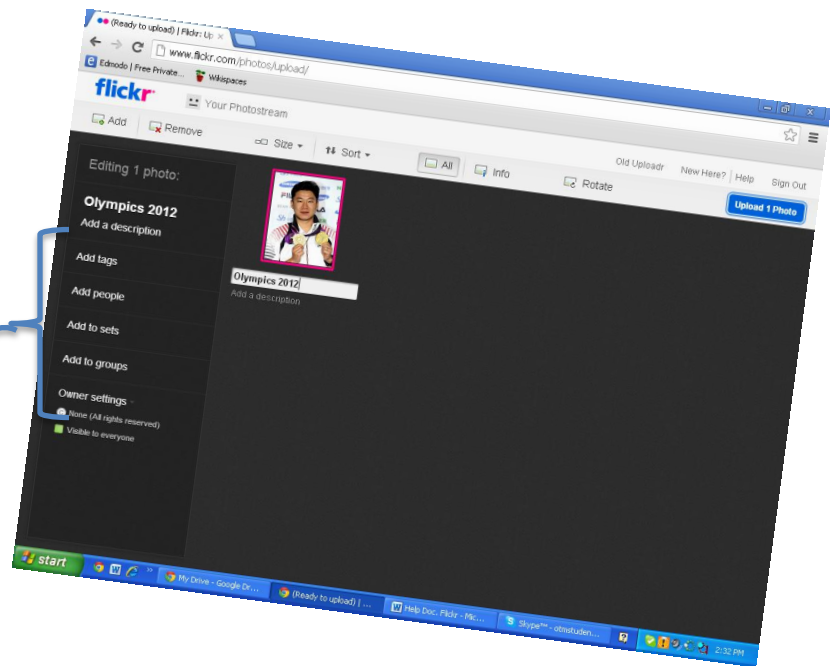 (Ready to upload) | Flickr: Up
www.flickr.com/photos/upload/
Edmodo | Free Private... Wikispaces
flickr Your Photostream
Old Uploadr New Here? Help Sign Out
Add Remove Size Sort All Info Rotate Upload 1 Photo
Editing 1 photo:
Olympics 2012
Add a description
Add tags
Add people
Add to sets
Add to groups
Owner settings
None (All rights reserved)
Visible to everyone
Olympics 2012
Add a description
start My Drive - Google Dr... (Ready to upload) | ... Help Doc. Flickr - Mic... Skype™ - otmstuden... 2:32 PM